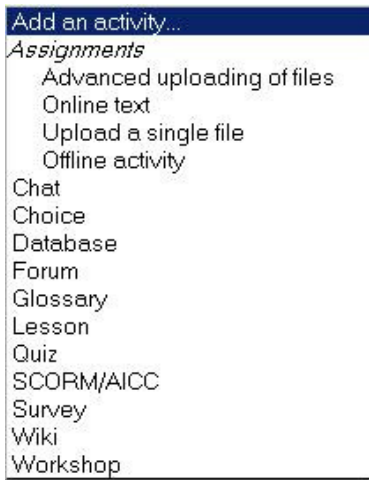 Add an activity...
Assignments
Advanced uploading of files
Online text
Upload a single file
Offline activity
Chat
Choice
Database
Forum
Glossary
Lesson
Quiz
SCORM/AICC
Survey
Wiki
Workshop